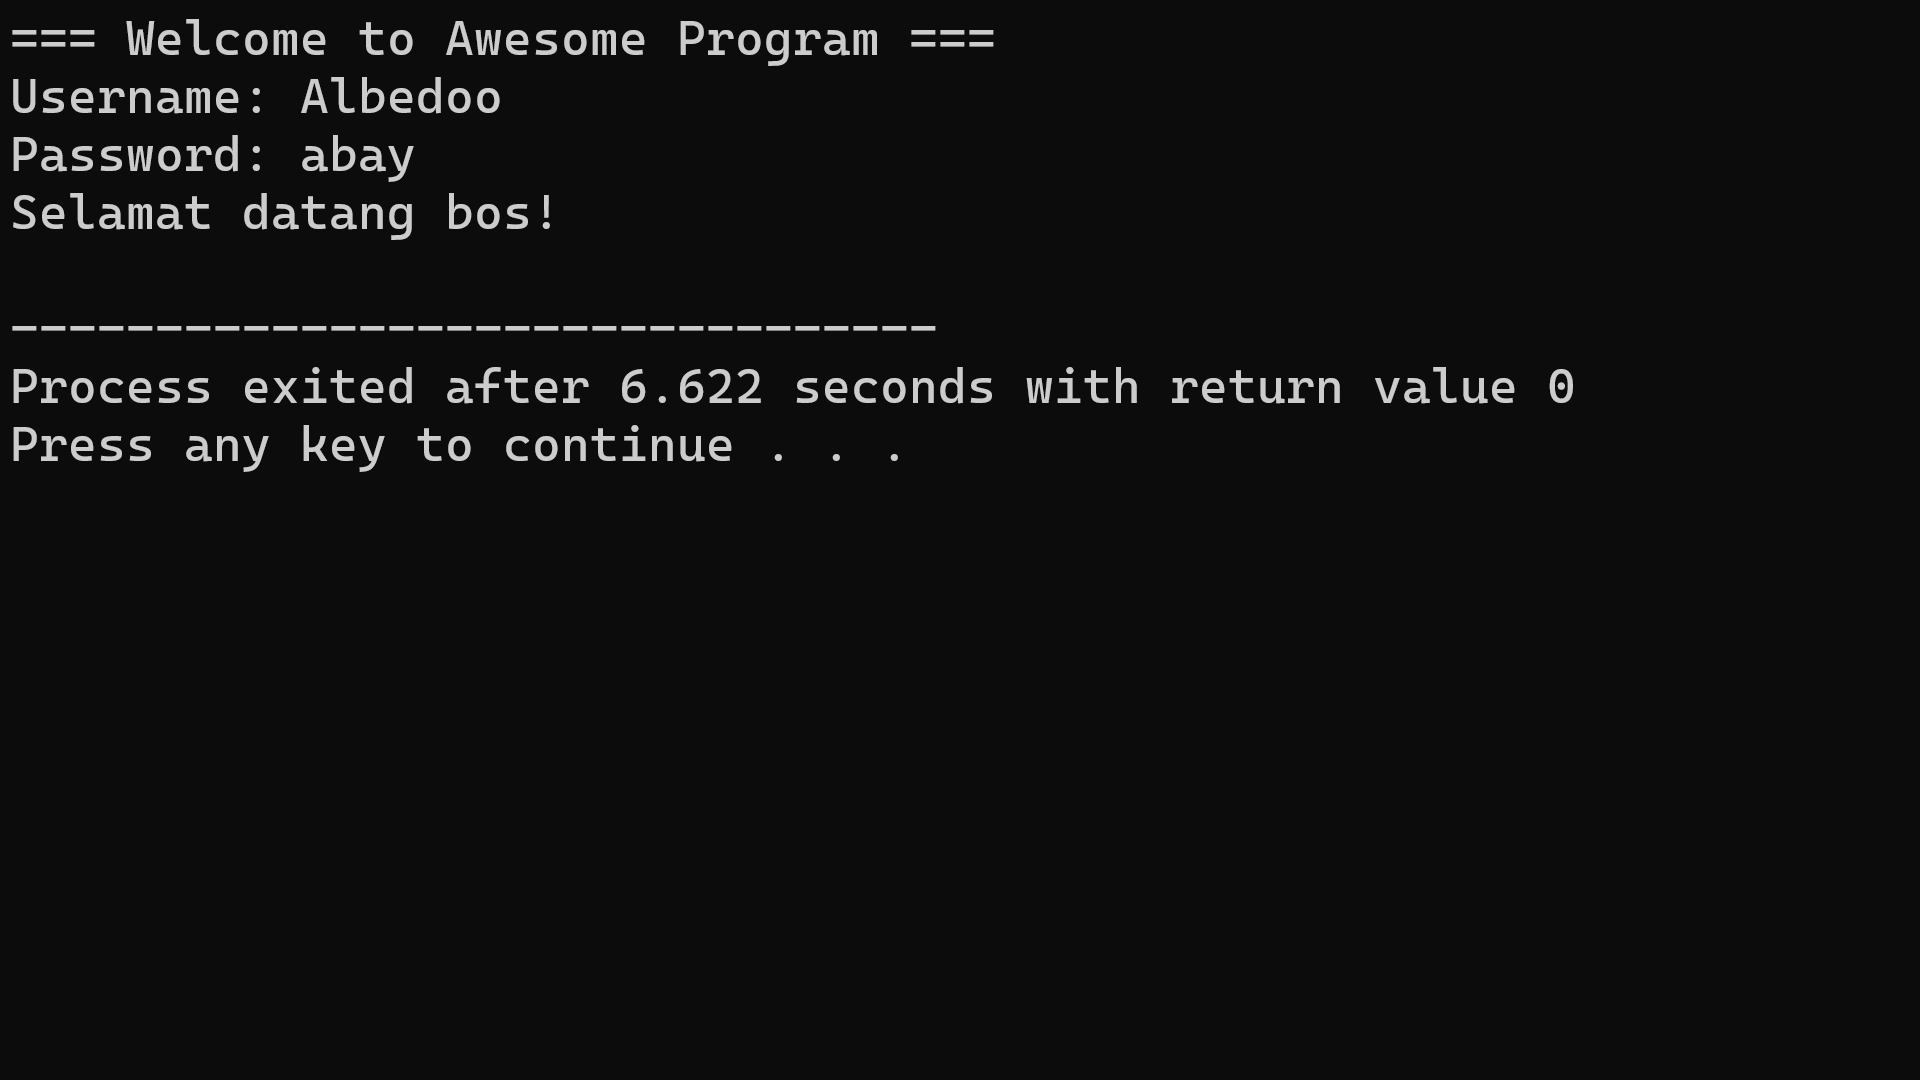 === Welcome to Awesome Program ===
Username: Albedoo
Password: abay
Selamat datang bos!
--------------------------------
Process exited after 6.622 seconds with return value 0
Press any key to continue . . .